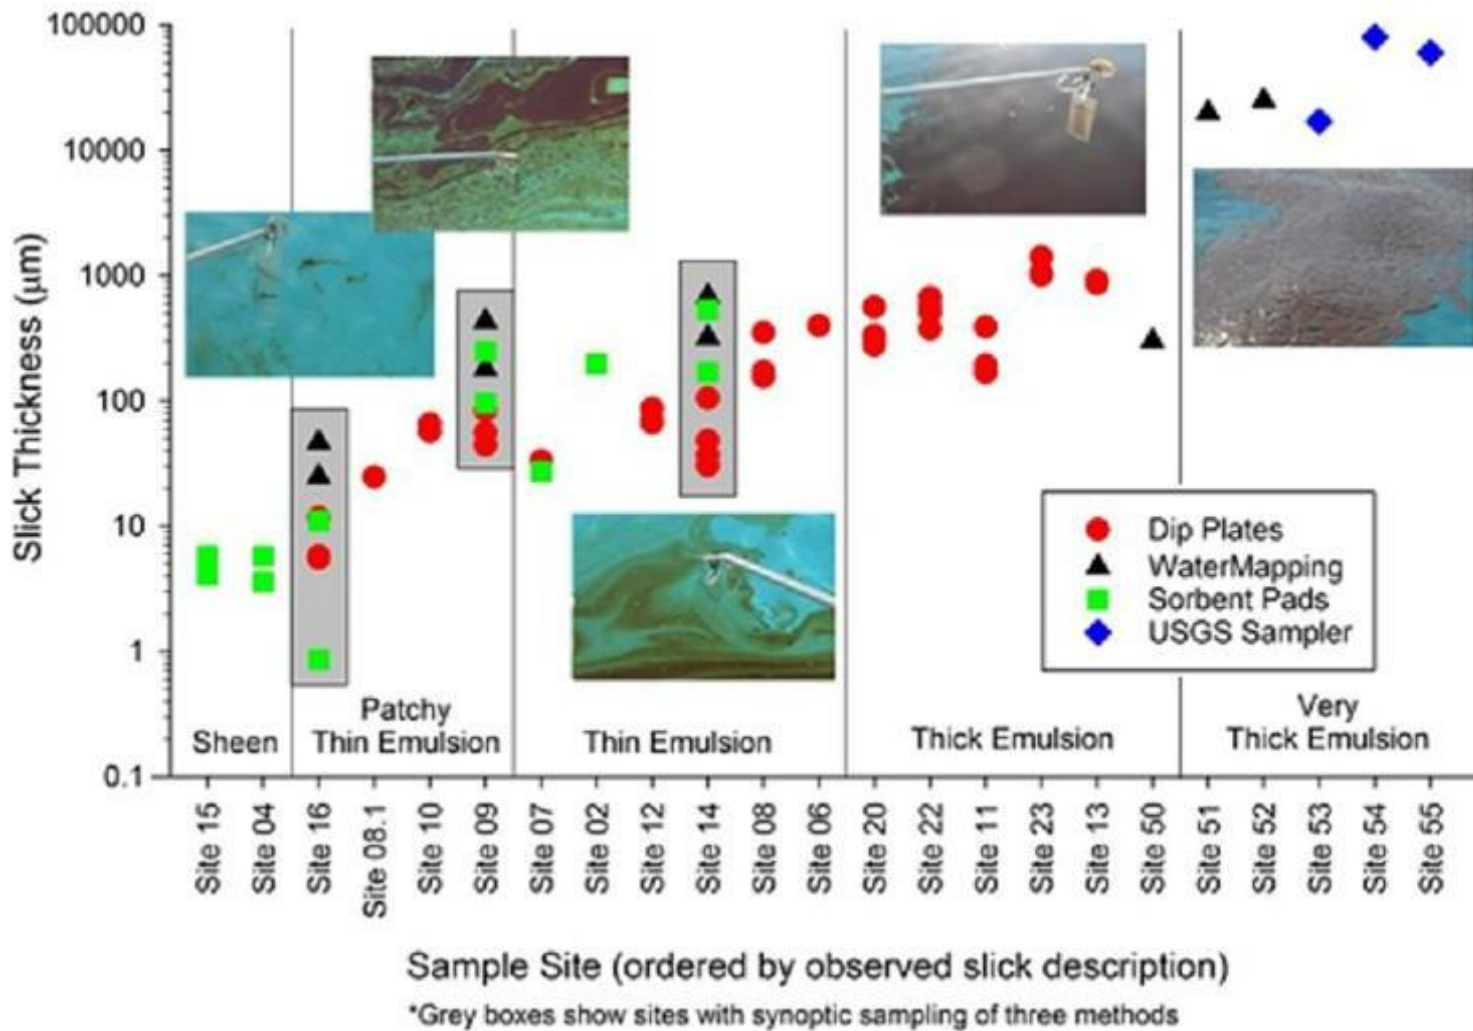 100000
10000
1000
100
10
1
0.1
Slick Thickness (μm)
Sheen
Patchy
Thin Emulsion
Thin Emulsion
Thick Emulsion
Very
Thick Emulsion
Dip Plates
WaterMapping
Sorbent Pads
USGS Sampler
Site 15
Site 04
Site 16
Site 08.1
Site 10
Site 09
Site 07
Site 02
Site 12
Site 14
Site 08
Site 06
Site 20
Site 22
Site 11
Site 23
Site 13
Site 50
Site 51
Site 52
Site 53
Site 54
Site 55
Sample Site (ordered by observed slick description)
*Grey boxes show sites with synoptic sampling of three methods